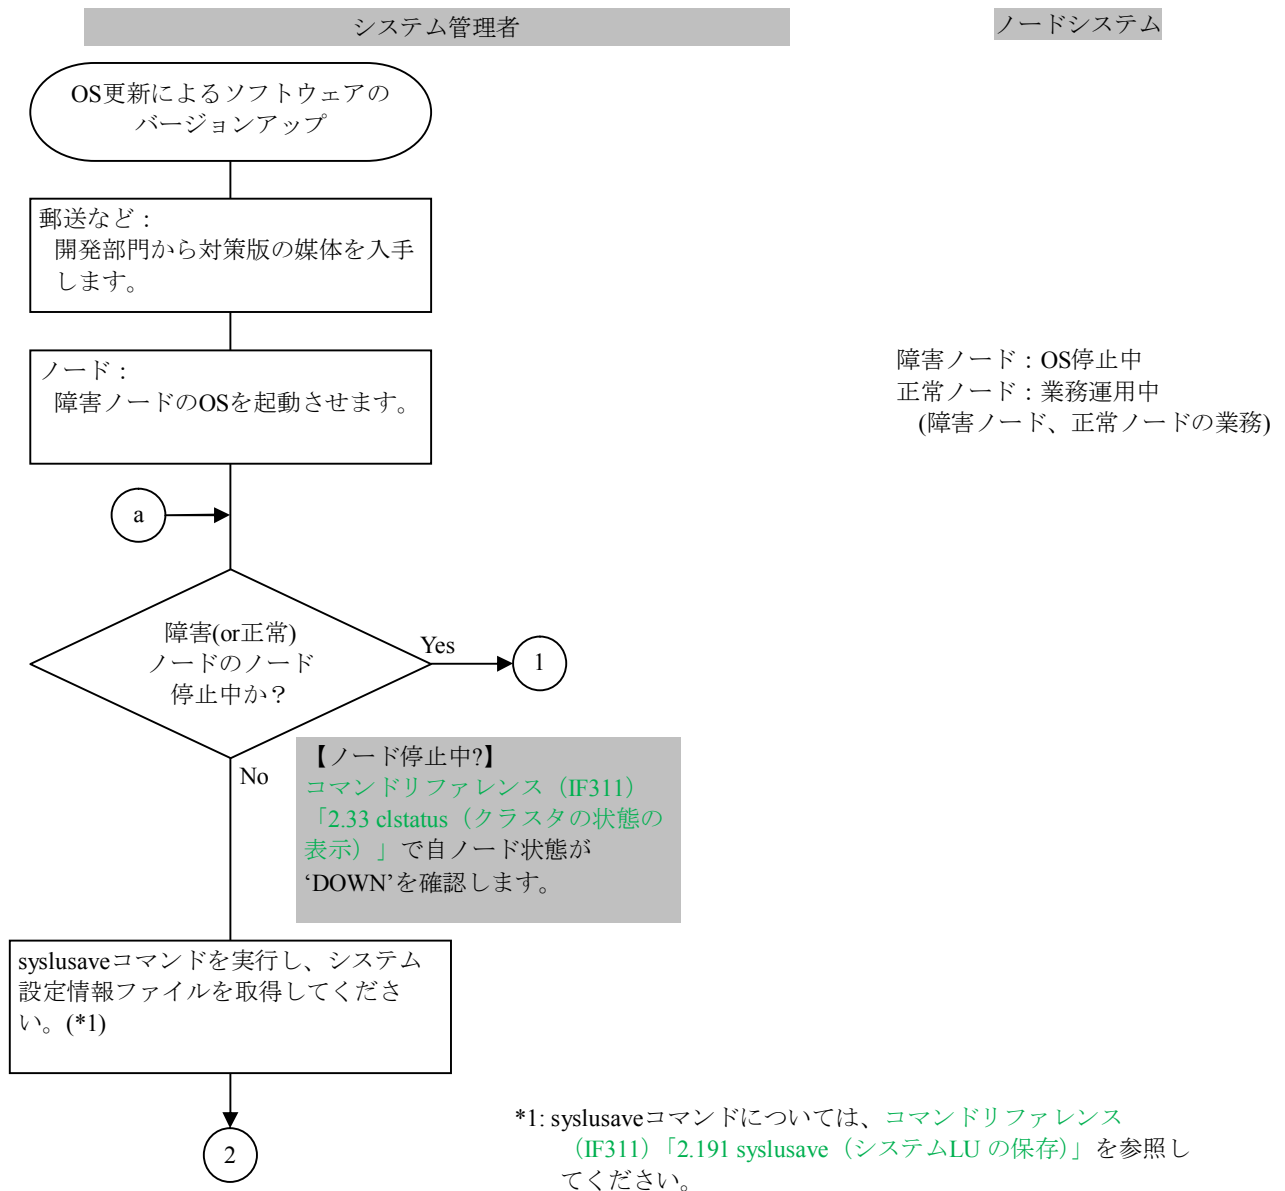 システム管理者
ノードシステム
OS更新によるソフトウェアの
バージョンアップ
郵送など：
開発部門から対策版の媒体を入手
します。
ノード：
障害ノードのOSを起動させます。
障害ノード：OS停止中
正常ノード：業務運用中
(障害ノード、正常ノードの業務)
a
障害(or正常)
ノードのノード
停止中か？
Yes
1
No
【ノード停止中?】
コマンドリファレンス（IF311）
「2.33 clstatus（クラスタの状態の
表示）」で自ノード状態が
‘DOWN’を確認します。
syslusaveコマンドを実行し、システム
設定情報ファイルを取得してくださ
い。(*1)
2
*1: syslusaveコマンドについては、コマンドリファレンス
（IF311）「2.191 syslusave（システムLU の保存）」を参照し
てください。